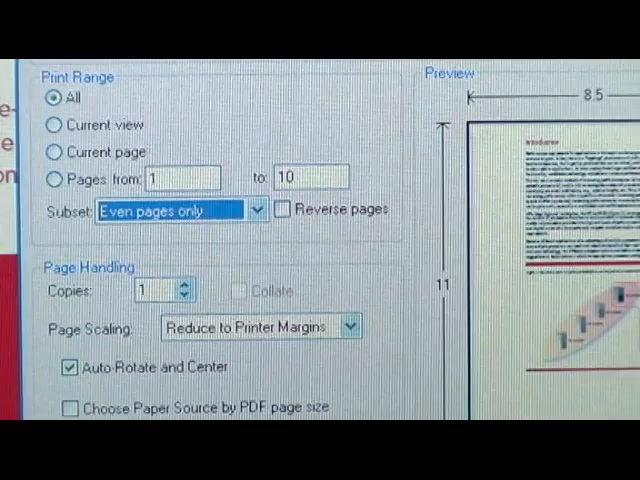 Print Range
Preview
All
8.5
Current view
Current page
Pages from: 1 to: 10
Subset: Even pages only Reverse pages
Introduction
Page Handling
Copies: 1 Collate
11
Page Scaling: Reduce to Printer Margins
Auto-Rotate and Center
Choose Paper Source by PDF page size
e-
e
on